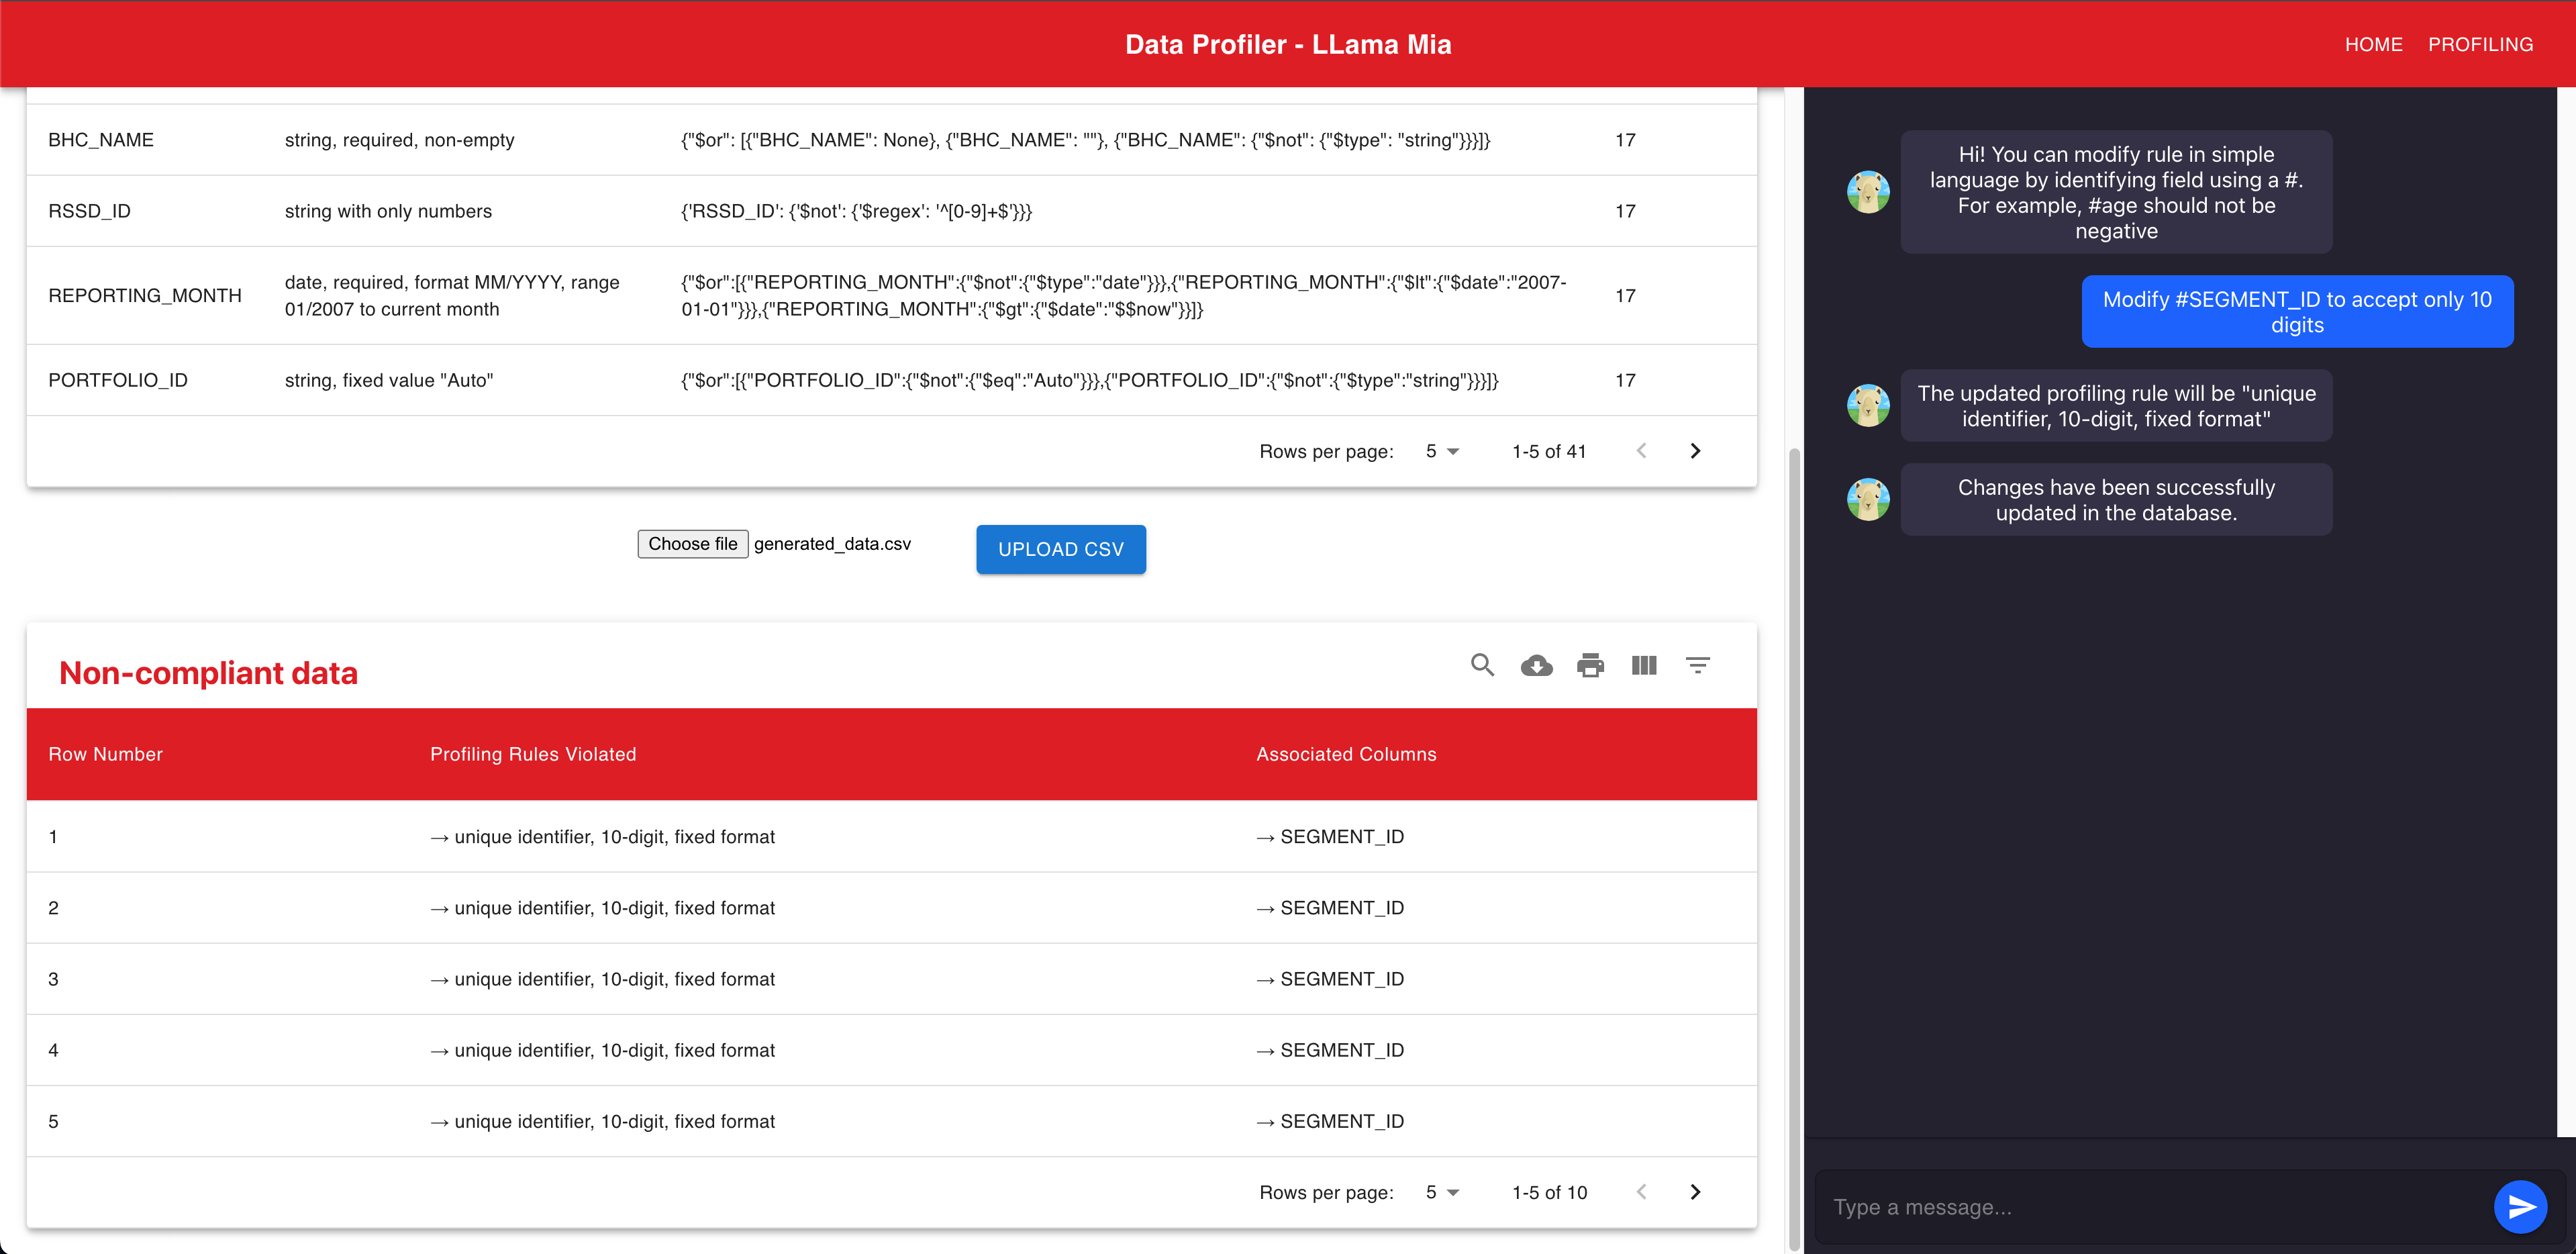 Data Profiler - LLama Mia
HOME
PROFILING
BHC_NAME
string, required, non-empty
{"$or": [{"BHC_NAME": None}, {"BHC_NAME": ""}, {"BHC_NAME": {"$not": {"$type": "string"}}}]}
17
RSSD_ID
string with only numbers
{'RSSD_ID': {'$not': {'$regex': '^[0-9]+$'}}}
17
REPORTING_MONTH
date, required, format MM/YYYY, range
01/2007 to current month
{"$or":[{"REPORTING_MONTH":{"$not":{"$type":"date"}}},{"REPORTING_MONTH":{"$lt":{"$date":"2007-
01-01"}}},{"REPORTING_MONTH":{"$gt":{"$date":"$$now"}}]}
17
PORTFOLIO_ID
string, fixed value "Auto"
{"$or":[{"PORTFOLIO_ID":{"$not":{"$eq":"Auto"}}},{"PORTFOLIO_ID":{"$not":{"$type":"string"}}}]}
17
Rows per page:
5
1-5 of 41
Choose file
generated_data.csv
UPLOAD CSV
Non-compliant data
Row Number
Profiling Rules Violated
Associated Columns
1
→ unique identifier, 10-digit, fixed format
→ SEGMENT_ID
2
→ unique identifier, 10-digit, fixed format
→ SEGMENT_ID
3
→ unique identifier, 10-digit, fixed format
→ SEGMENT_ID
4
→ unique identifier, 10-digit, fixed format
→ SEGMENT_ID
5
→ unique identifier, 10-digit, fixed format
→ SEGMENT_ID
Rows per page:
5
1-5 of 10
Hi! You can modify rule in simple
language by identifying field using a #.
For example, #age should not be
negative
Modify #SEGMENT_ID to accept only 10
digits
The updated profiling rule will be "unique
identifier, 10-digit, fixed format"
Changes have been successfully
updated in the database.
Type a message...